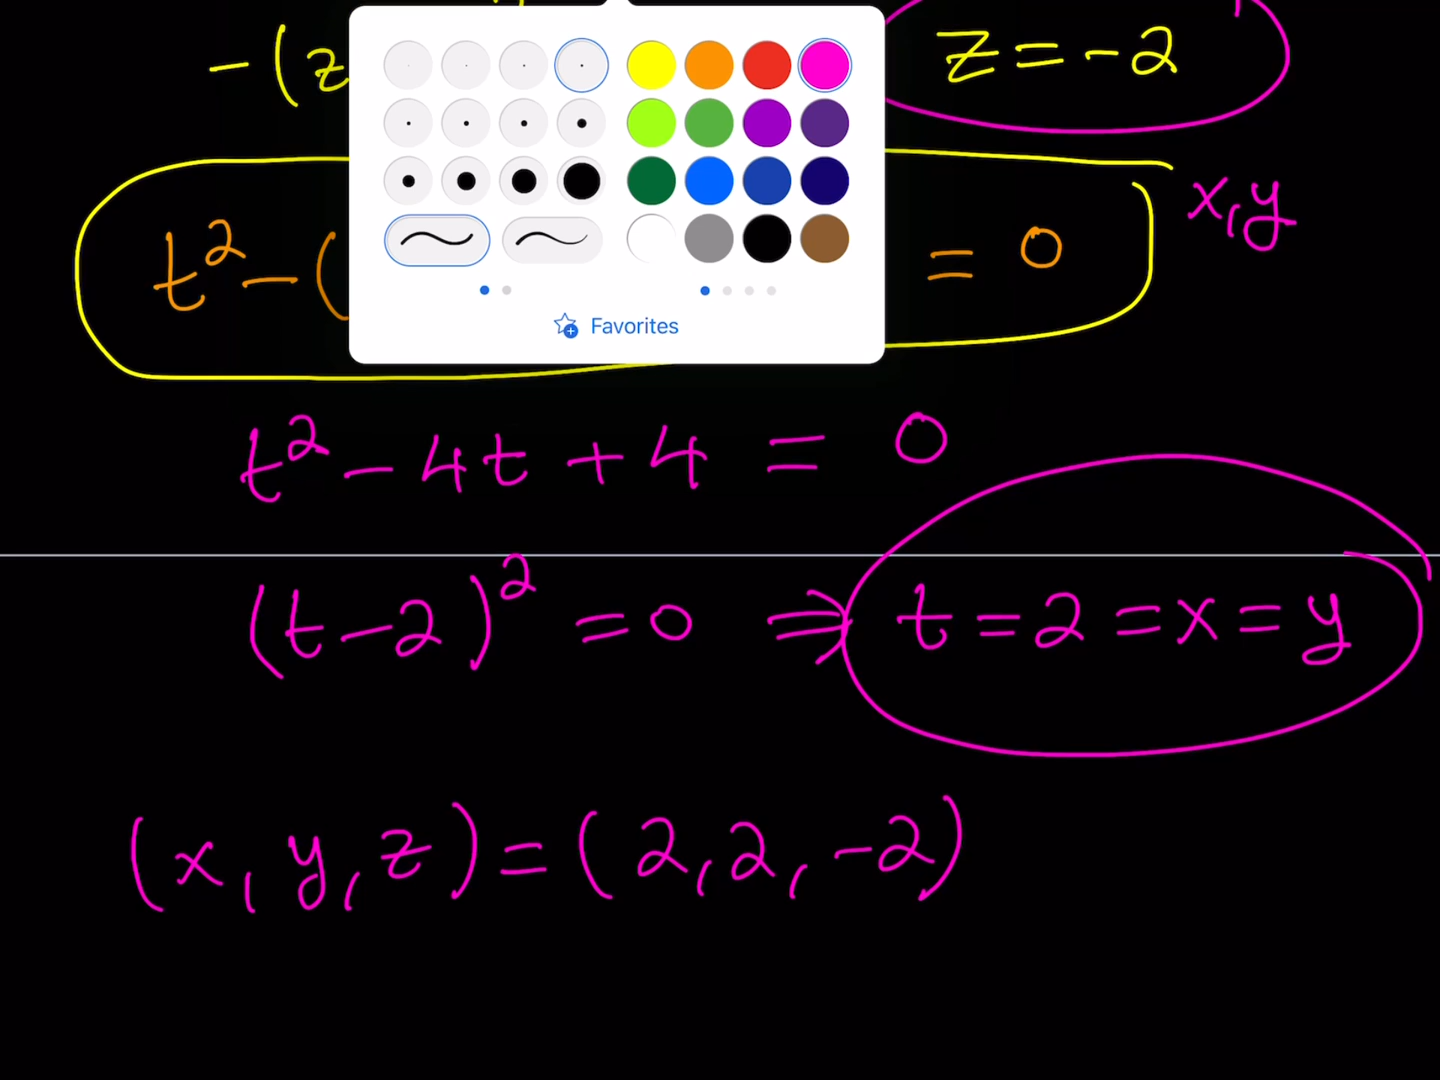 -(z
z = -2
x, y
t² - (
= 0
Favorites
t² - 4t + 4 = 0
(t - 2)² = 0 ⇒ t = 2 = x = y
(x, y, z) = (2, 2, -2)